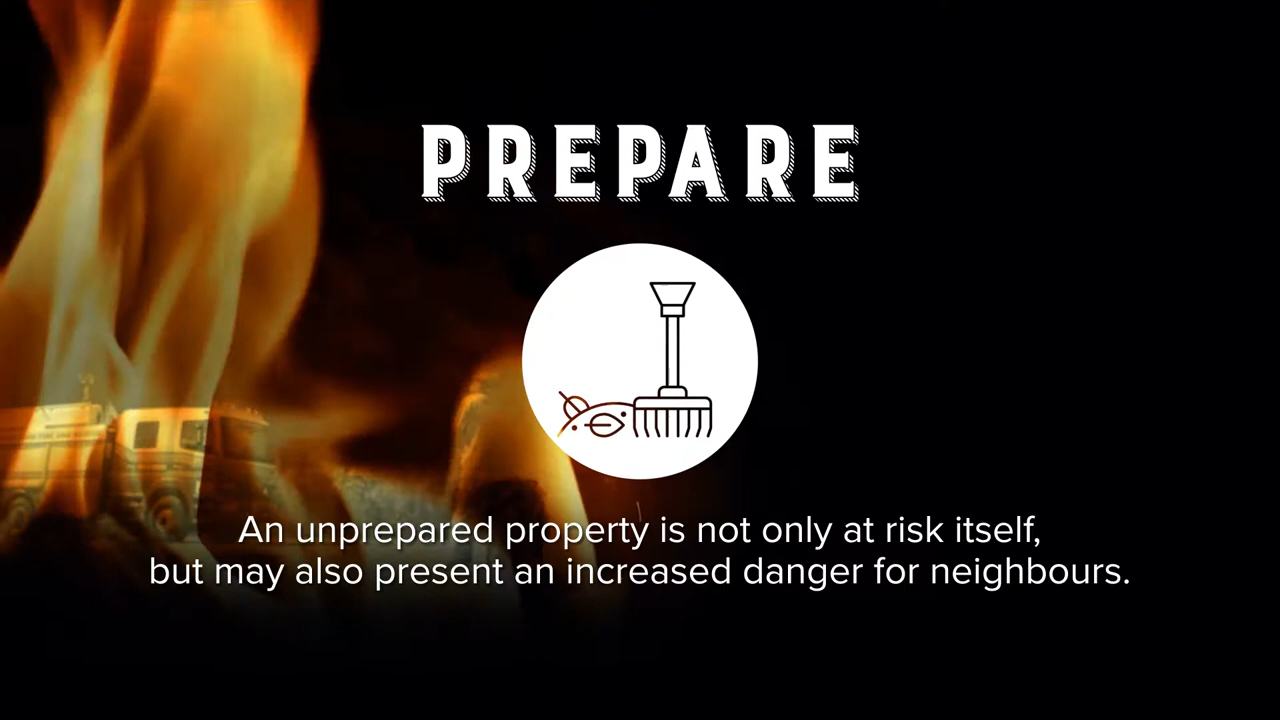 PREPARE
An unprepared property is not only at risk itself,
but may also present an increased danger for neighbours.